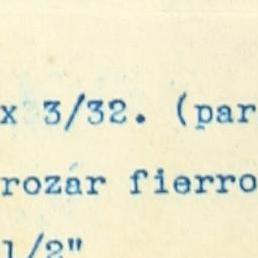 x 3/32. (par
rozar fierro
1/2"